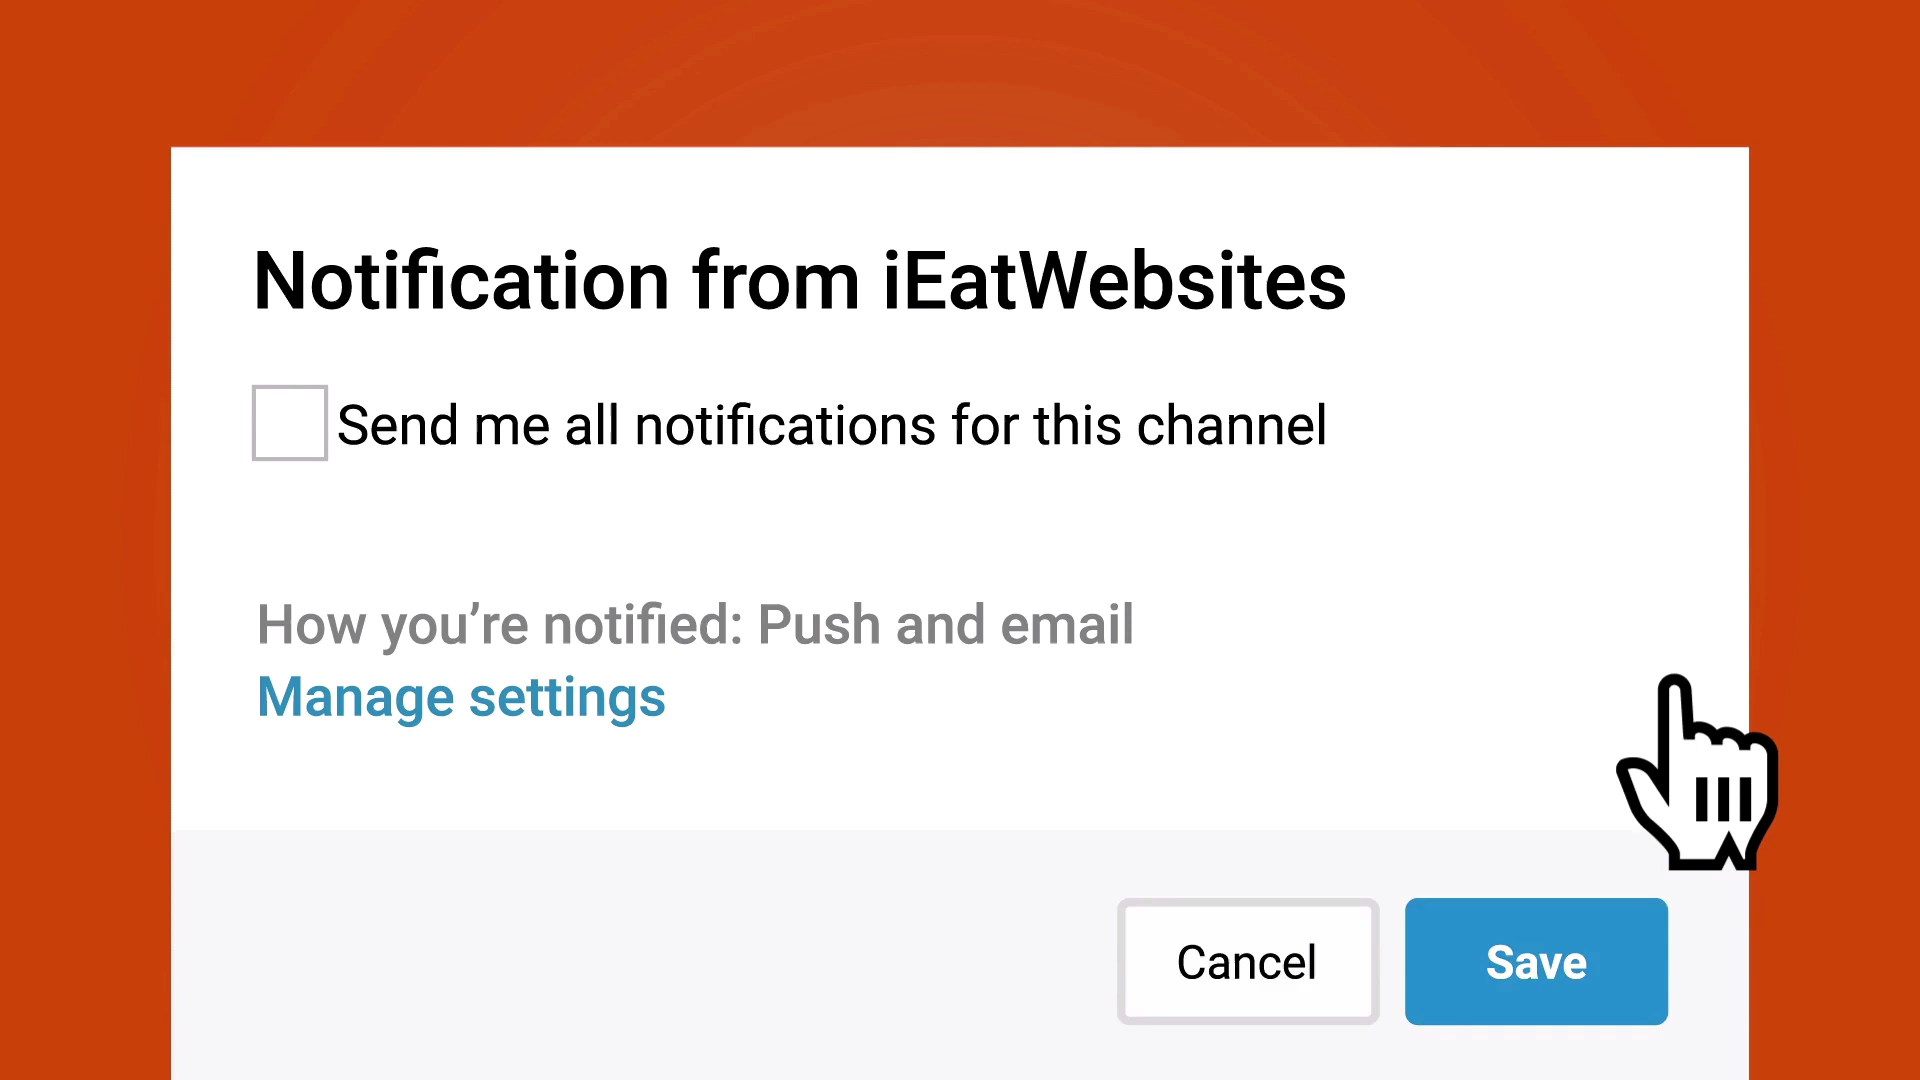 Notification from iEatWebsites
Send me all notifications for this channel
How you’re notified: Push and email
Manage settings
Cancel
Save